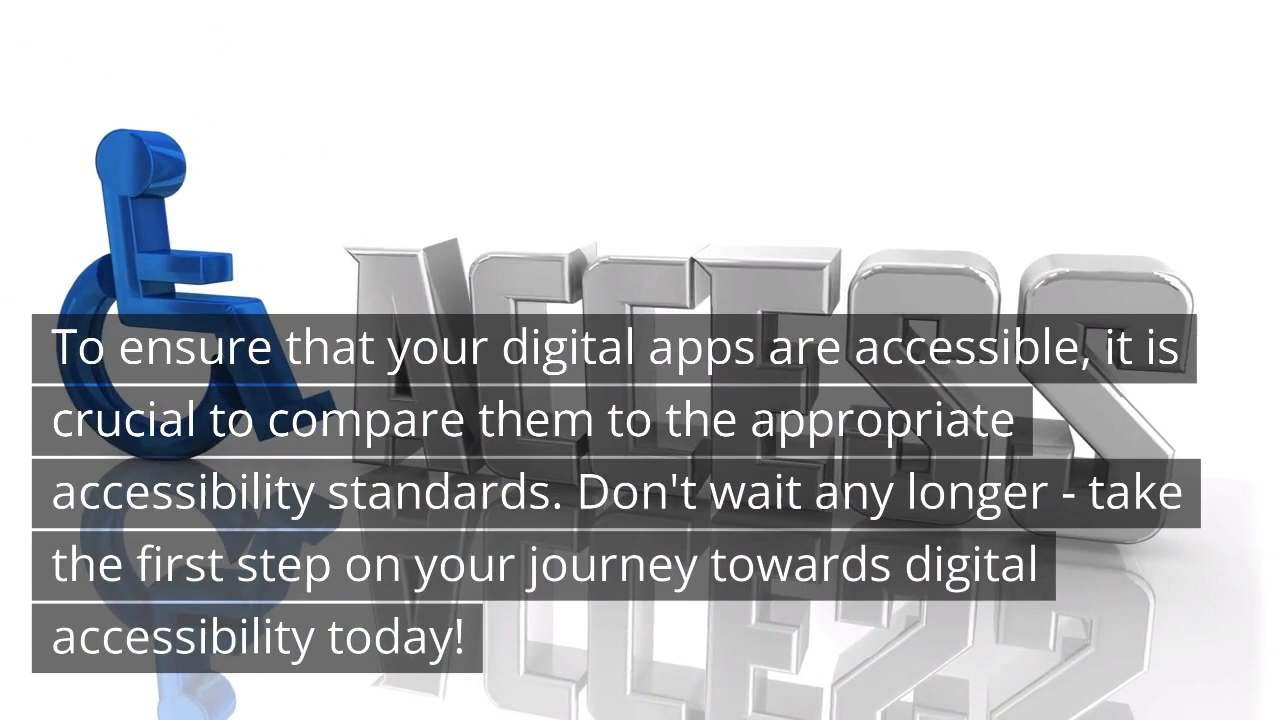 ACCESS
To ensure that your digital apps are accessible, it is
crucial to compare them to the appropriate
accessibility standards. Don't wait any longer - take
the first step on your journey towards digital
accessibility today!